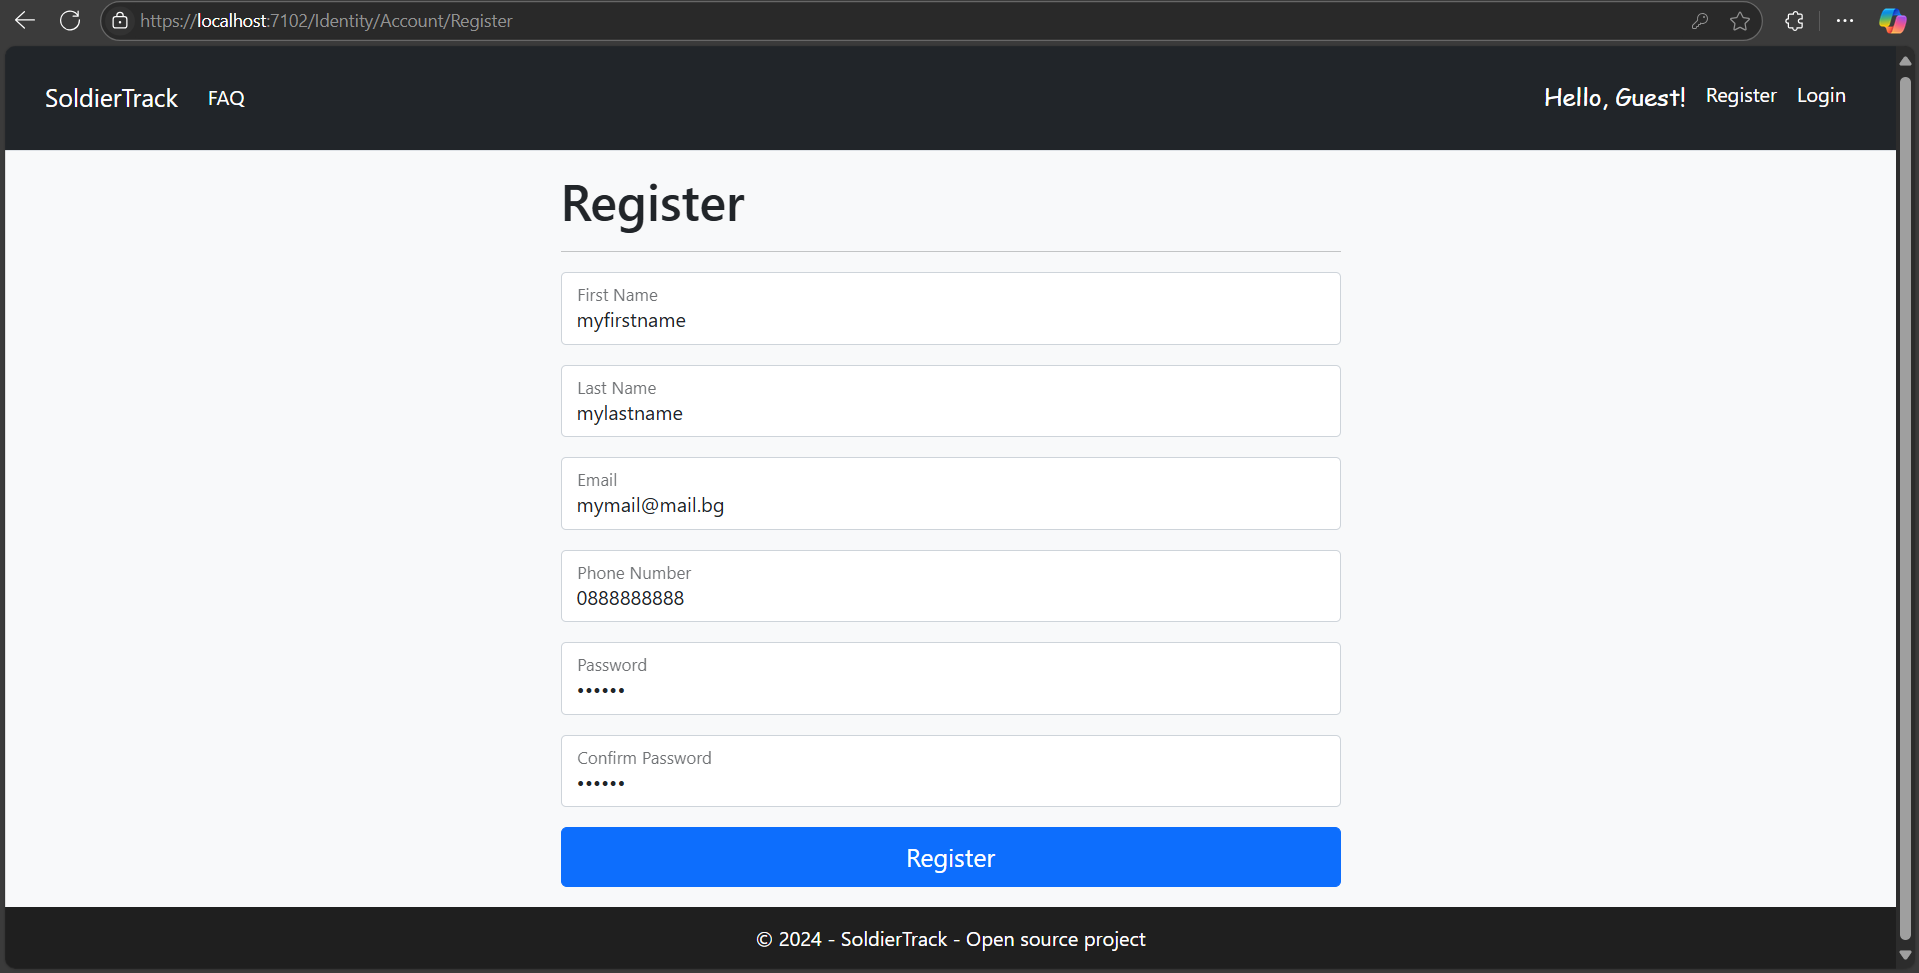 https://localhost:7102/Identity/Account/Register
SoldierTrack FAQ Hello, Guest! Register Login
Register
First Name
myfirstname
Last Name
mylastname
Email
mymail@mail.bg
Phone Number
0888888888
Password
••••••
Confirm Password
••••••
Register
© 2024 - SoldierTrack - Open source project